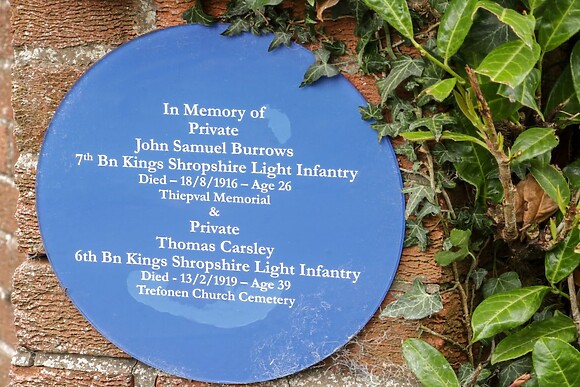 In Memory of
Private
John Samuel Burrows
7th Bn Kings Shropshire Light Infantry
Died – 18/8/1916 – Age 26
Thiepval Memorial
&
Private
Thomas Carsley
6th Bn Kings Shropshire Light Infantry
Died - 13/2/1919 – Age 39
Trefonen Church Cemetery